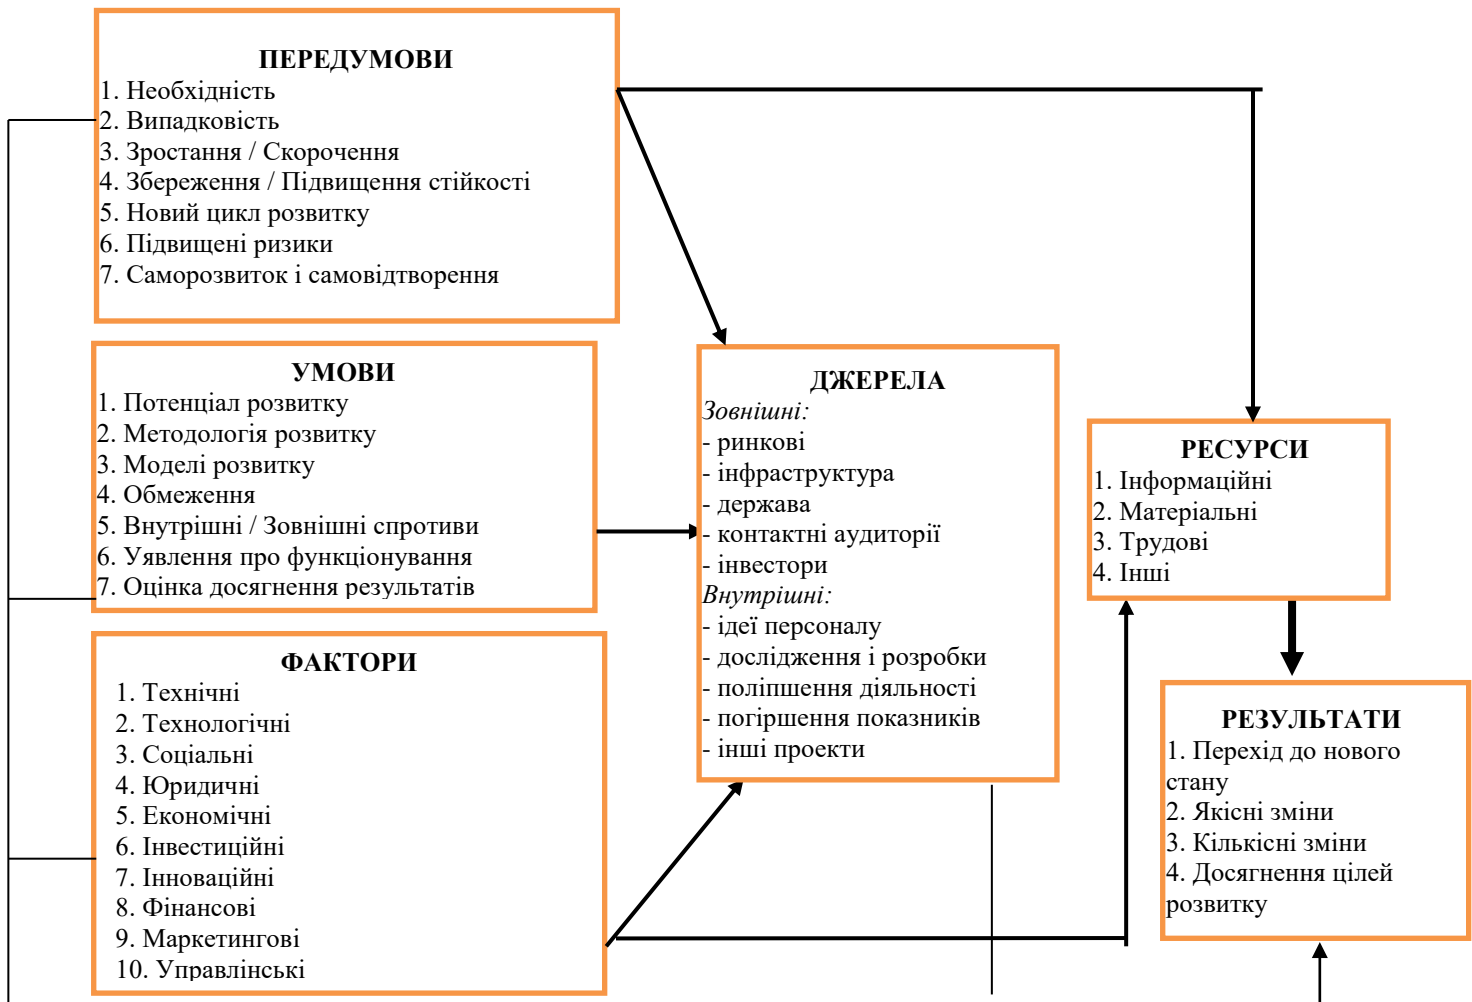 ПЕРЕДУМОВИ
1. Необхідність
2. Випадковість
3. Зростання / Скорочення
4. Збереження / Підвищення стійкості
5. Новий цикл розвитку
6. Підвищені ризики
7. Саморозвиток і самовідтворення
УМОВИ
1. Потенціал розвитку
2. Методологія розвитку
3. Моделі розвитку
4. Обмеження
5. Внутрішні / Зовнішні спротиви
6. Уявлення про функціонування
7. Оцінка досягнення результатів
ФАКТОРИ
1. Технічні
2. Технологічні
3. Соціальні
4. Юридичні
5. Економічні
6. Інвестиційні
7. Інноваційні
8. Фінансові
9. Маркетингові
10. Управлінські
ДЖЕРЕЛА
Зовнішні:
- ринкові
- інфраструктура
- держава
- контактні аудиторії
- інвестори
Внутрішні:
- ідеї персоналу
- дослідження і розробки
- поліпшення діяльності
- погіршення показників
- інші проекти
РЕСУРСИ
1. Інформаційні
2. Матеріальні
3. Трудові
4. Інші
РЕЗУЛЬТАТИ
1. Перехід до нового
стану
2. Якісні зміни
3. Кількісні зміни
4. Досягнення цілей
розвитку